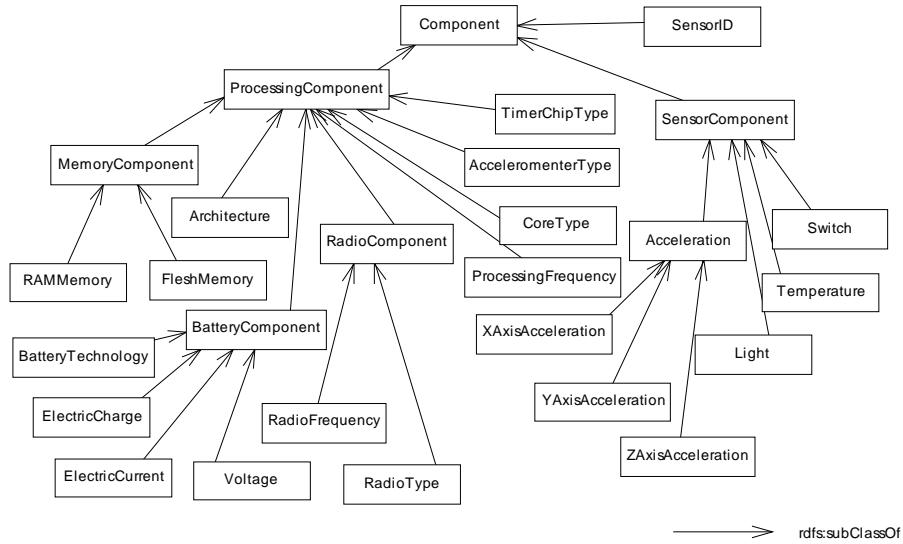 Component
SensorID
ProcessingComponent
TimerChipType
SensorComponent
MemoryComponent
AcceleromenterType
Architecture
CoreType
Switch
RadioComponent
Acceleration
RAMMemory
FleshMemory
ProcessingFrequency
Temperature
BatteryComponent
XAxisAcceleration
BatteryTechnology
Light
YAxisAcceleration
ElectricCharge
RadioFrequency
ZAxisAcceleration
ElectricCurrent
Voltage
RadioType
rdfs:subClassOf